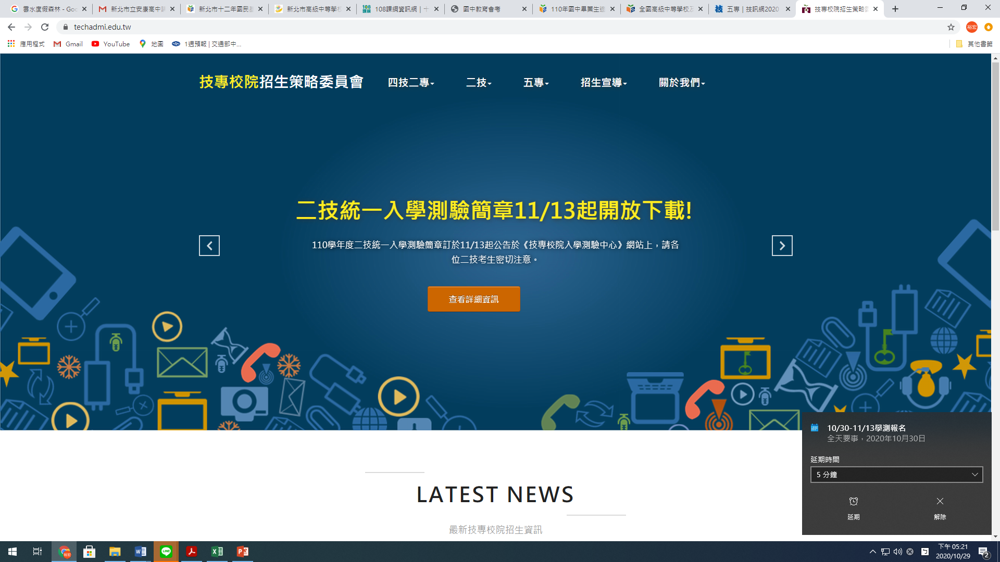 雲水度假森林 - Goo
新北市立安康高中
新北市十二年國民基
新北市高級中等學校
108課綱資訊網 | 十
國中教育會考
110年國中畢業生適
全國高級中等學校及
五專 | 技訊網2020
技專校院招生策略委
techadmi.edu.tw
裕宏
應用程式
Gmail
YouTube
地圖
1週預報 | 交通部中...
其他書籤
技專校院招生策略委員會
四技二專
二技
五專
招生宣導
關於我們
二技統一入學測驗簡章11/13起開放下載!
110學年度二技統一入學測驗簡章訂於11/13起公告於《技專校院入學測驗中心》網站上，請各
位二技考生密切注意。
查看詳細資訊
LATEST NEWS
最新技專校院招生資訊
10/30-11/13學測報名
全天要事，2020年10月30日
延期時間
5 分鐘
延期
解除
下午 05:21
2020/10/29
2